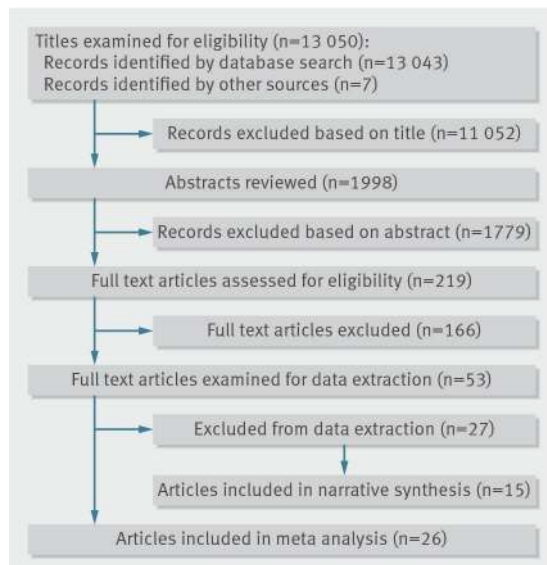 Titles examined for eligibility (n=13 050):
Records identified by database search (n=13 043)
Records identified by other sources (n=7)
Records excluded based on title (n=11 052)
Abstracts reviewed (n=1998)
Records excluded based on abstract (n=1779)
Full text articles assessed for eligibility (n=219)
Full text articles excluded (n=166)
Full text articles examined for data extraction (n=53)
Excluded from data extraction (n=27)
Articles included in narrative synthesis (n=15)
Articles included in meta analysis (n=26)